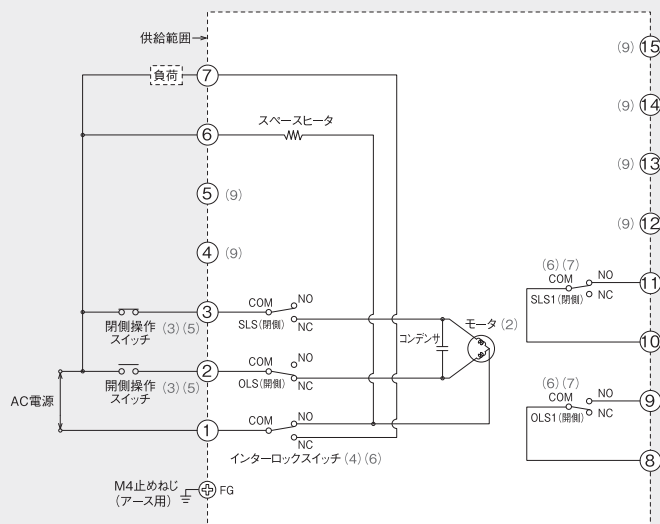 供給範囲
負荷
7
スペースヒータ
6
5 (9)
4 (9)
3
COM
NO
NC
SLS(閉側)
閉側操作 (3)(5)
スイッチ
2
COM
NO
NC
OLS(開側)
開側操作 (3)(5)
スイッチ
AC電源
1
COM
NO
NC
インターロックスイッチ(4)(6)
M4止めねじ
(アース用)
FG
コンデンサ
モータ(2)
(9) 15
(9) 14
(9) 13
(9) 12
(6)(7)
COM
NO
NC
SLS1(閉側)
11
10
(6)(7)
COM
NO
NC
OLS1(開側)
9
8